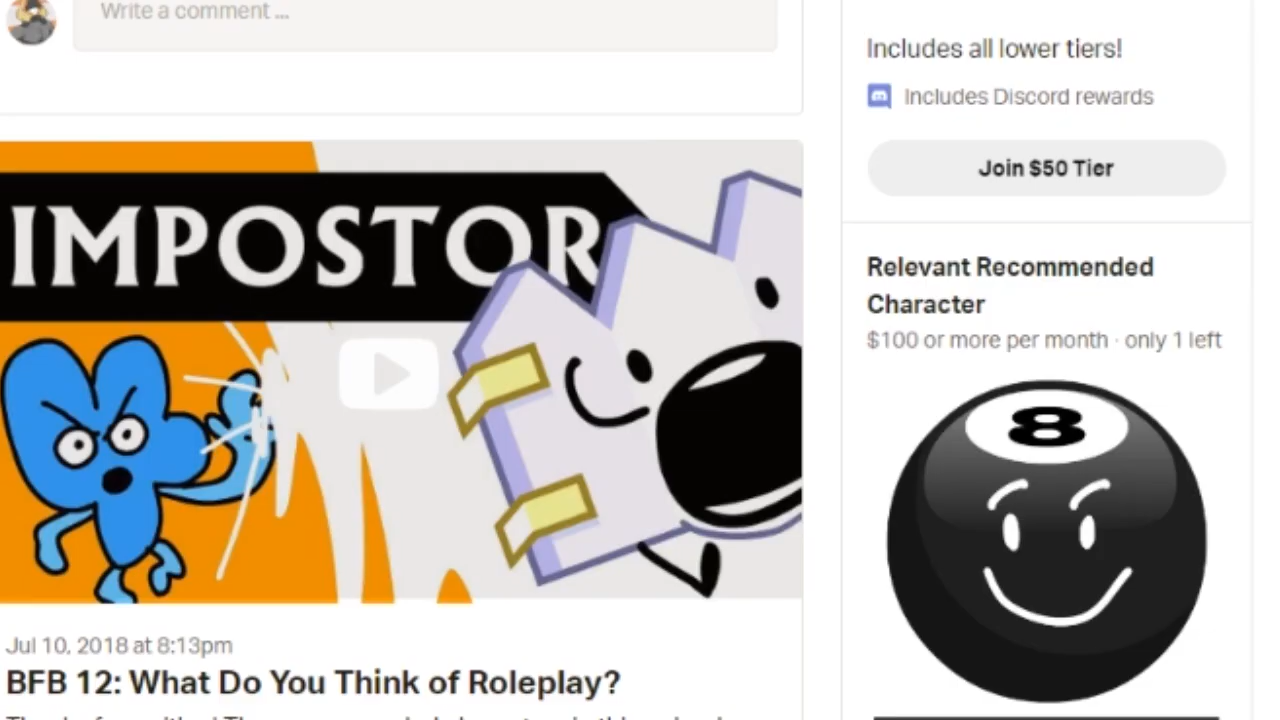 Write a comment ...
IMPOSTOR
Jul 10, 2018 at 8:13pm
BFB 12: What Do You Think of Roleplay?
Includes all lower tiers!
Includes Discord rewards
Join $50 Tier
Relevant Recommended
Character
$100 or more per month · only 1 left
8